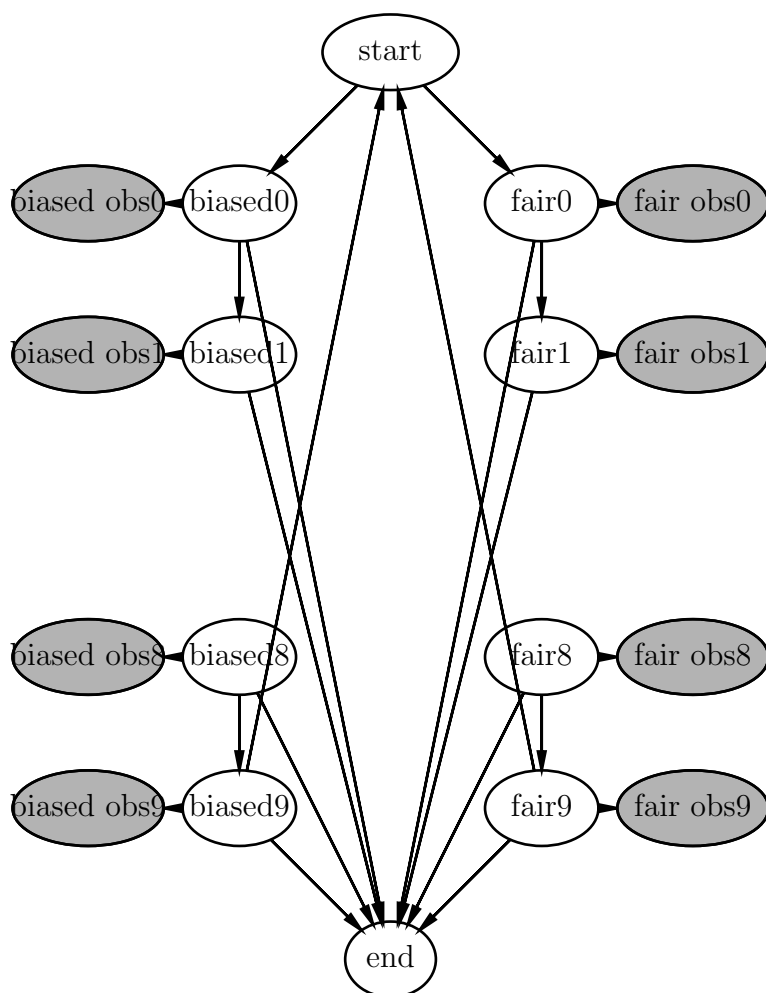 start
biased obs0 biased0 fair0 fair obs0
biased obs1 biased1 fair1 fair obs1
biased obs8 biased8 fair8 fair obs8
biased obs9 biased9 fair9 fair obs9
end